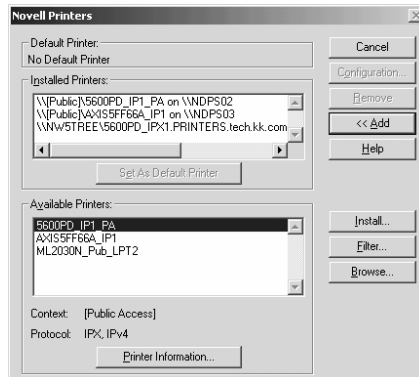 Novell Printers
Default Printer:
No Default Printer
Installed Printers:
\\[Public]\5600PD_IP1_PA on \\NDPS02
\\[Public]\AXIS5FF66A_IP1 on \\NDPS03
\\NW5TREE\5600PD_IPX1.PRINTERS.tech.kk.com
Set As Default Printer
Available Printers:
5600PD_IP1_PA
AXIS5FF66A_IP1
ML2030N_Pub_LPT2
Context: [Public Access]
Protocol: IPX, IPv4
Printer Information...
Cancel
Configuration...
Remove
<< Add
Help
Install...
Filter...
Browse...